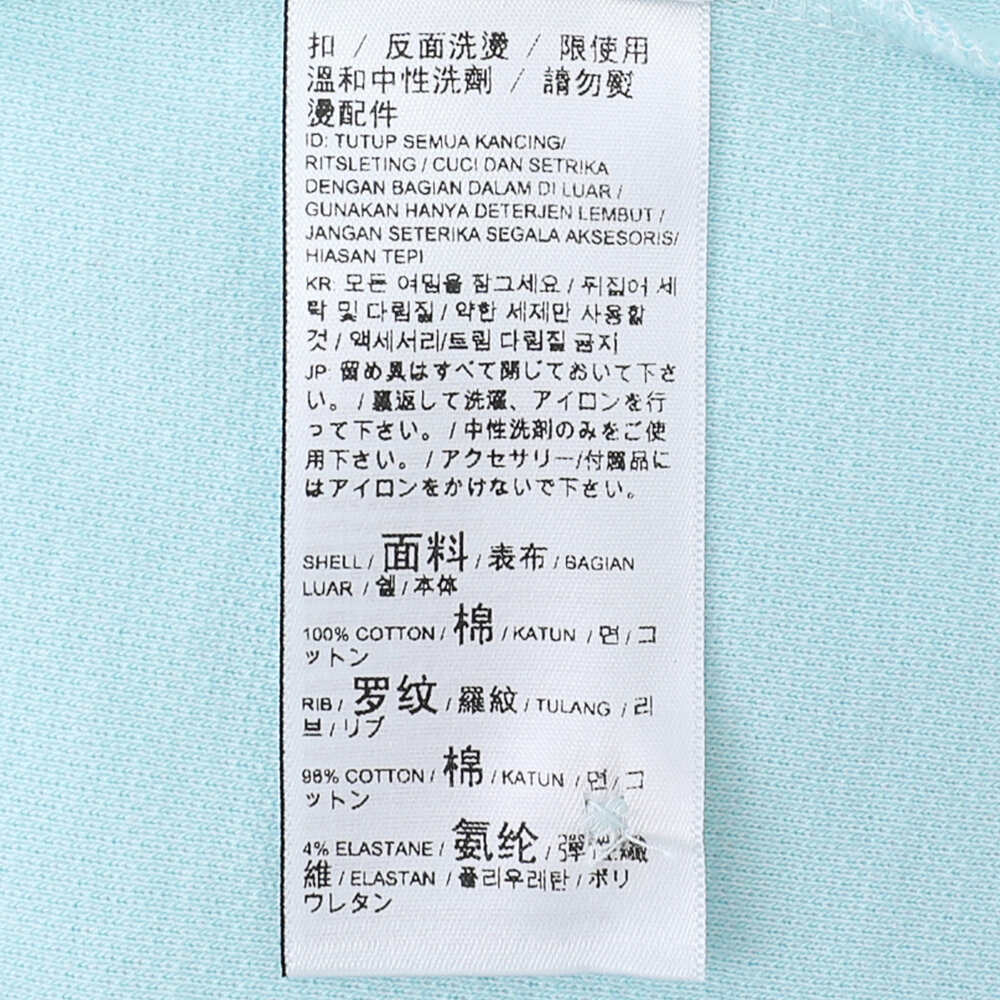 扣 / 反面洗燙 / 限使用
溫和中性洗劑 / 請勿熨
燙配件
ID: TUTUP SEMUA KANCING/
RITSLETING / CUCI DAN SETRIKA
DENGAN BAGIAN DALAM DI LUAR /
GUNAKAN HANYA DETERJEN LEMBUT /
JANGAN SETERIKA SEGALA AKSESORIS/
HIASAN TEPI
KR: 모든 여밈을 잠그세요 / 뒤집어 세
탁 및 다림질 / 약한 세제만 사용할
것 / 액세서리/트림 다림질 금지
JP: 留め具はすべて閉じておいて下さ
い。 / 裏返して洗濯、アイロンを行
って下さい。 / 中性洗剤のみをご使
用下さい。 / アクセサリー/付属品に
はアイロンをかけないで下さい。
SHELL / 面料 / 表布 / BAGIAN
LUAR / 쉘 / 本体
100% COTTON / 棉 / KATUN / 면 / コ
ットン
RIB / 罗纹 / 羅紋 / TULANG / 리
브 / リブ
96% COTTON / 棉 / KATUN / 면 / コ
ットン
4% ELASTANE / 氨纶 / 彈性纖
維 / ELASTAN / 폴리우레탄 / ポリ
ウレタン